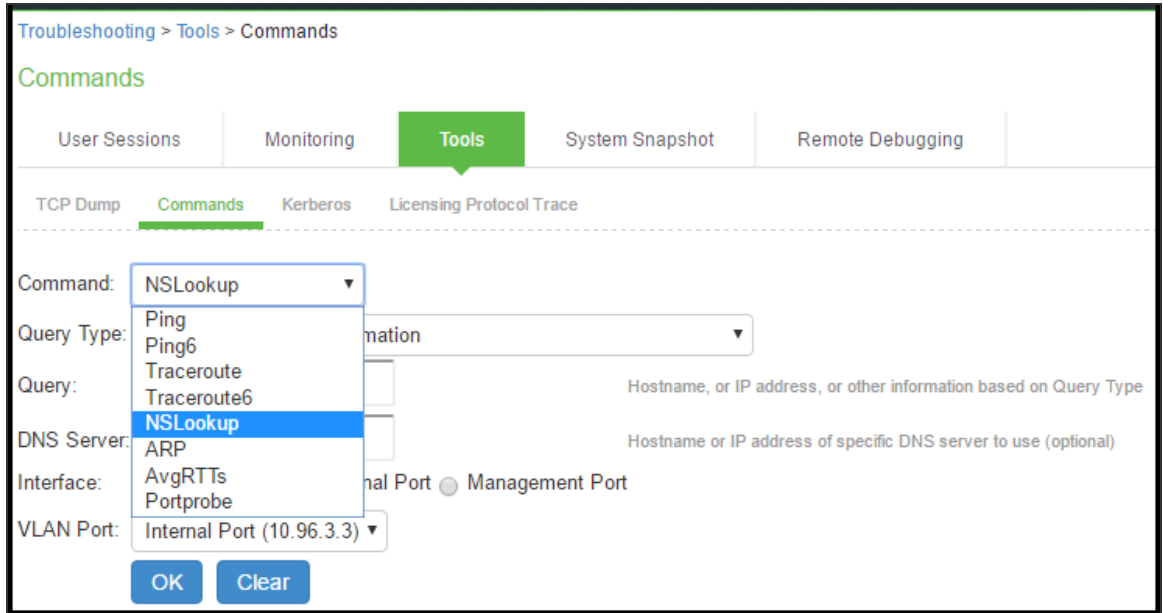 Troubleshooting > Tools > Commands
Commands
User Sessions Monitoring Tools System Snapshot Remote Debugging
TCP Dump Commands Kerberos Licensing Protocol Trace
Command: NSLookup
Ping
Query Type: mation
Ping6
Traceroute
Query: Hostname, or IP address, or other information based on Query Type
Traceroute6
NSLookup
DNS Server: Hostname or IP address of specific DNS server to use (optional)
ARP
AvgRTTs
Interface: nal Port Management Port
Portprobe
VLAN Port: Internal Port (10.96.3.3)
OK Clear